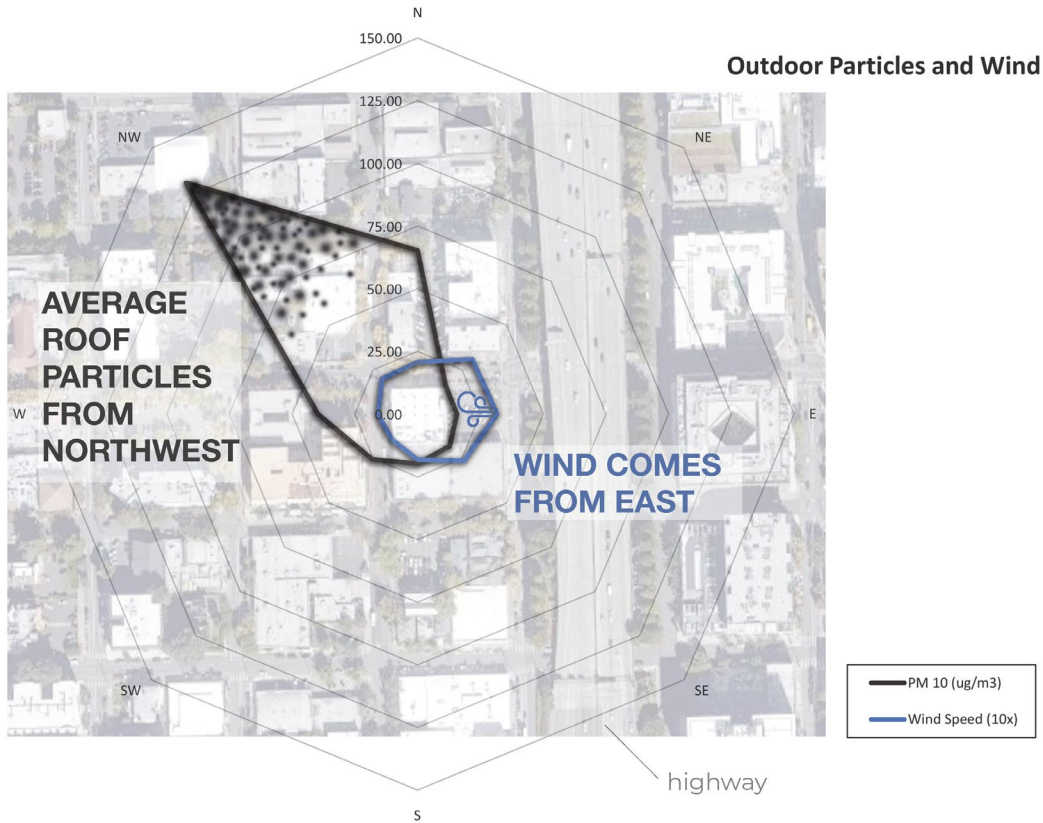 N
150.00
Outdoor Particles and Wind
125.00
NW
NE
100.00
75.00
50.00
AVERAGE
ROOF
PARTICLES
FROM
NORTHWEST
25.00
W
0.00
E
WIND COMES
FROM EAST
SW
SE
PM 10 (ug/m3)
Wind Speed (10x)
highway
S